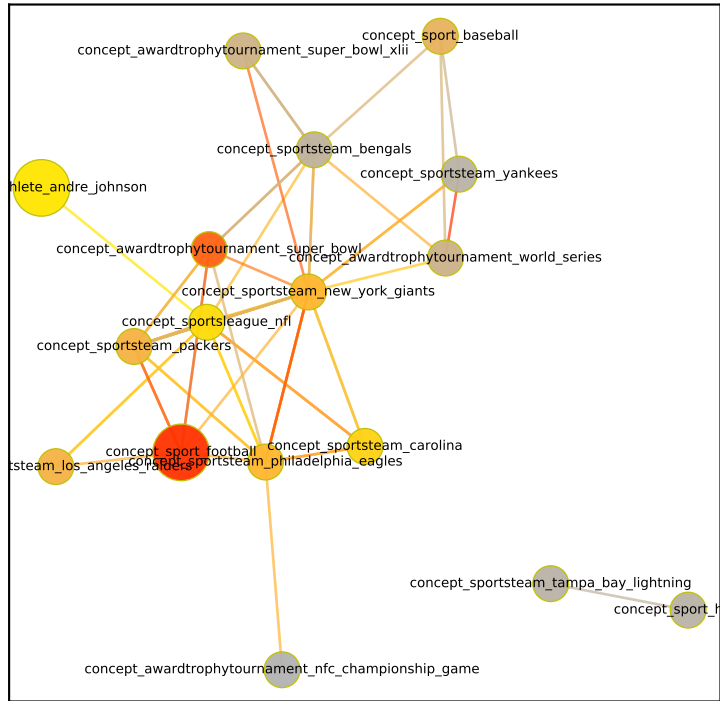 concept_sport_baseball
concept_awardtrophytournament_super_bowl_xlii
concept_sportsteam_bengals
concept_sportsteam_yankees
hlete_andre_johnson
concept_awardtrophytournament_super_bowl
concept_awardtrophytournament_world_series
concept_sportsteam_new_york_giants
concept_sportsleague_nfl
concept_sportsteam_packers
concept_sportsteam_carolina
concept_sport_football
concept_sportsteam_philadelphia_eagles
tsteam_los_angeles_raiders
concept_sportsteam_tampa_bay_lightning
concept_sport_h
concept_awardtrophytournament_nfc_championship_game